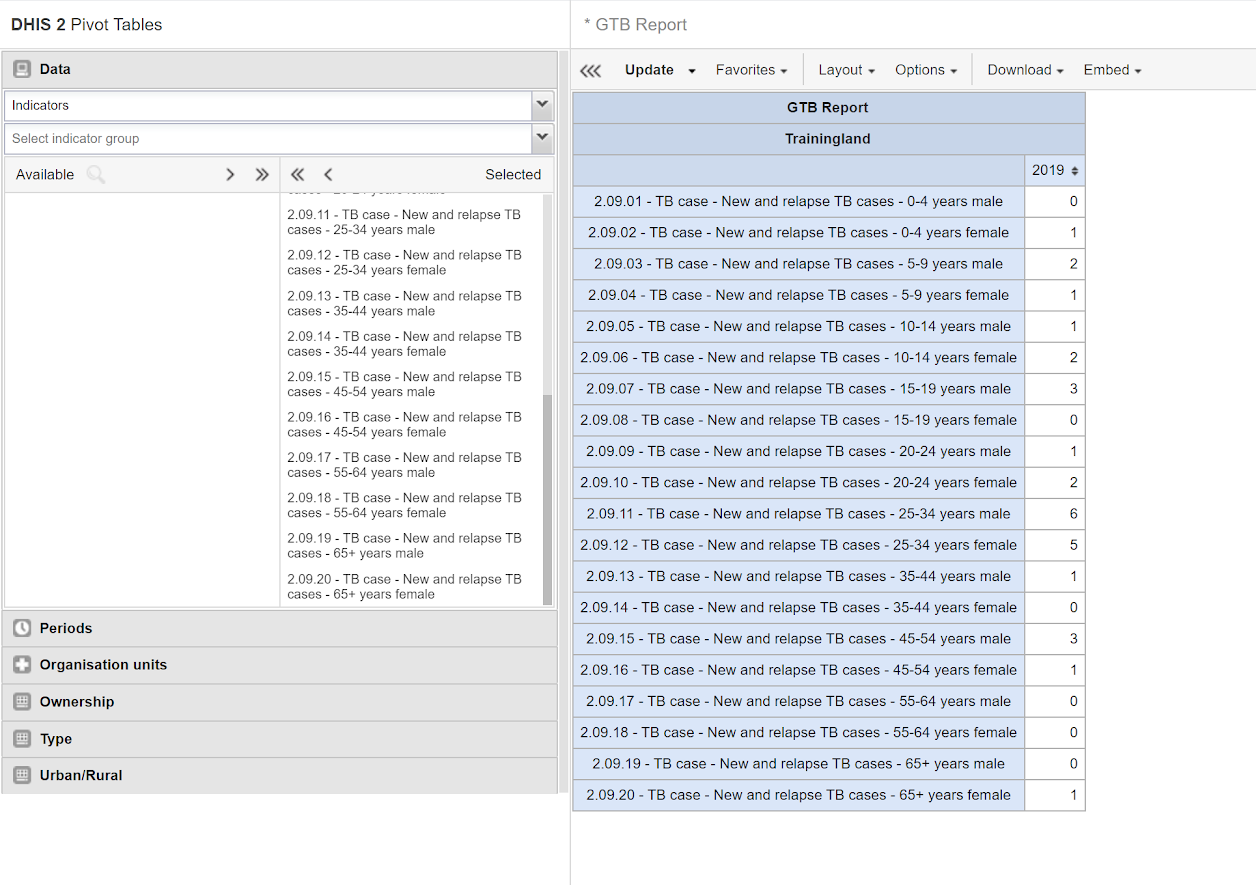 DHIS 2 Pivot Tables
Data
Indicators
Select indicator group
Available
Selected
2.09.11 - TB case - New and relapse TB
cases - 25-34 years male
2.09.12 - TB case - New and relapse TB
cases - 25-34 years female
2.09.13 - TB case - New and relapse TB
cases - 35-44 years male
2.09.14 - TB case - New and relapse TB
cases - 35-44 years female
2.09.15 - TB case - New and relapse TB
cases - 45-54 years male
2.09.16 - TB case - New and relapse TB
cases - 45-54 years female
2.09.17 - TB case - New and relapse TB
cases - 55-64 years male
2.09.18 - TB case - New and relapse TB
cases - 55-64 years female
2.09.19 - TB case - New and relapse TB
cases - 65+ years male
2.09.20 - TB case - New and relapse TB
cases - 65+ years female
Periods
Organisation units
Ownership
Type
Urban/Rural
* GTB Report
Update Favorites Layout Options Download Embed
GTB Report
Trainingland
2019
2.09.01 - TB case - New and relapse TB cases - 0-4 years male 0
2.09.02 - TB case - New and relapse TB cases - 0-4 years female 1
2.09.03 - TB case - New and relapse TB cases - 5-9 years male 2
2.09.04 - TB case - New and relapse TB cases - 5-9 years female 1
2.09.05 - TB case - New and relapse TB cases - 10-14 years male 1
2.09.06 - TB case - New and relapse TB cases - 10-14 years female 2
2.09.07 - TB case - New and relapse TB cases - 15-19 years male 3
2.09.08 - TB case - New and relapse TB cases - 15-19 years female 0
2.09.09 - TB case - New and relapse TB cases - 20-24 years male 1
2.09.10 - TB case - New and relapse TB cases - 20-24 years female 2
2.09.11 - TB case - New and relapse TB cases - 25-34 years male 6
2.09.12 - TB case - New and relapse TB cases - 25-34 years female 5
2.09.13 - TB case - New and relapse TB cases - 35-44 years male 1
2.09.14 - TB case - New and relapse TB cases - 35-44 years female 0
2.09.15 - TB case - New and relapse TB cases - 45-54 years male 3
2.09.16 - TB case - New and relapse TB cases - 45-54 years female 1
2.09.17 - TB case - New and relapse TB cases - 55-64 years male 0
2.09.18 - TB case - New and relapse TB cases - 55-64 years female 0
2.09.19 - TB case - New and relapse TB cases - 65+ years male 0
2.09.20 - TB case - New and relapse TB cases - 65+ years female 1